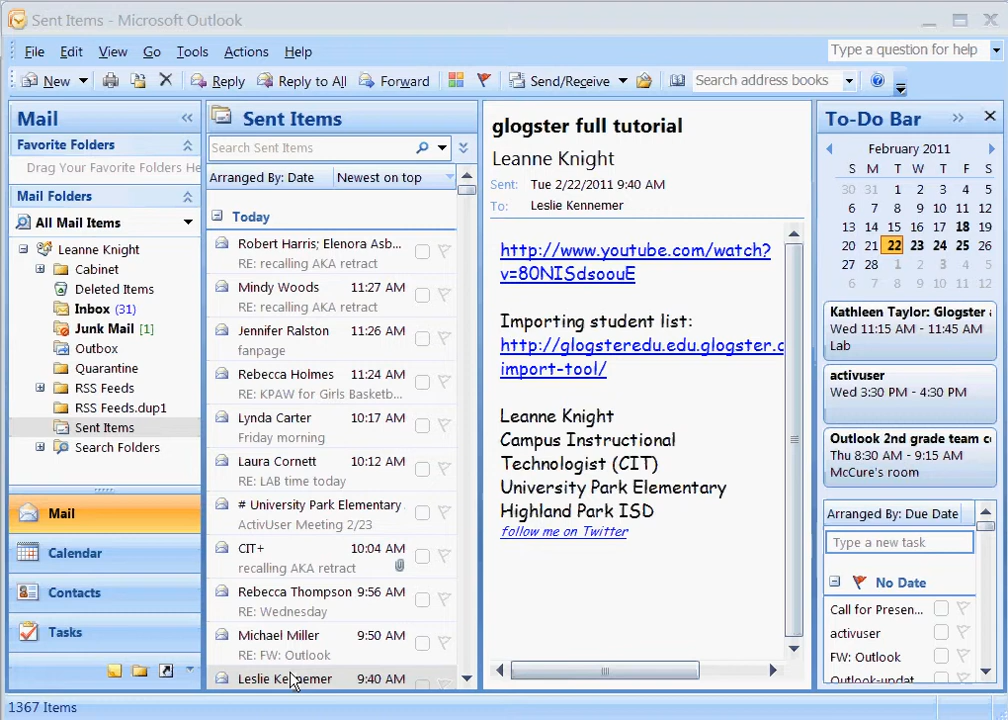 Sent Items - Microsoft Outlook
File Edit View Go Tools Actions Help
Type a question for help
New Reply Reply to All Forward Send/Receive Search address books
Mail
Favorite Folders
Drag Your Favorite Folders He
Mail Folders
All Mail Items
Leanne Knight
Cabinet
Deleted Items
Inbox (31)
Junk Mail [1]
Outbox
Quarantine
RSS Feeds
RSS Feeds.dup1
Sent Items
Search Folders
Mail
Calendar
Contacts
Tasks
1367 Items
Sent Items
Search Sent Items
Arranged By: Date Newest on top
Today
Robert Harris; Elenora Asb...
RE: recalling AKA retract
Mindy Woods 11:27 AM
RE: recalling AKA retract
Jennifer Ralston 11:26 AM
fanpage
Rebecca Holmes 11:24 AM
RE: KPAW for Girls Basketb...
Lynda Carter 10:17 AM
Friday morning
Laura Cornett 10:12 AM
RE: LAB time today
# University Park Elementary
ActivUser Meeting 2/23
CIT+ 10:04 AM
recalling AKA retract
Rebecca Thompson 9:56 AM
RE: Wednesday
Michael Miller 9:50 AM
RE: FW: Outlook
Leslie Kennemer 9:40 AM
glogster full tutorial
Leanne Knight
Sent: Tue 2/22/2011 9:40 AM
To: Leslie Kennemer
http://www.youtube.com/watch?
v=80NISdsoouE
Importing student list:
http://glogsteredu.edu.glogster.c
import-tool/
Leanne Knight
Campus Instructional
Technologist (CIT)
University Park Elementary
Highland Park ISD
follow me on Twitter
To-Do Bar
February 2011
S M T W T F S
30 31 1 2 3 4 5
6 7 8 9 10 11 12
13 14 15 16 17 18 19
20 21 22 23 24 25 26
27 28 1 2 3 4 5
6 7 8 9 10 11 12
Kathleen Taylor: Glogster
Wed 11:15 AM - 11:45 AM
Lab
activuser
Wed 3:30 PM - 4:30 PM
Outlook 2nd grade team c
Thu 8:30 AM - 9:15 AM
McCure's room
Arranged By: Due Date
Type a new task
No Date
Call for Presen...
activuser
FW: Outlook
Outlook-updat